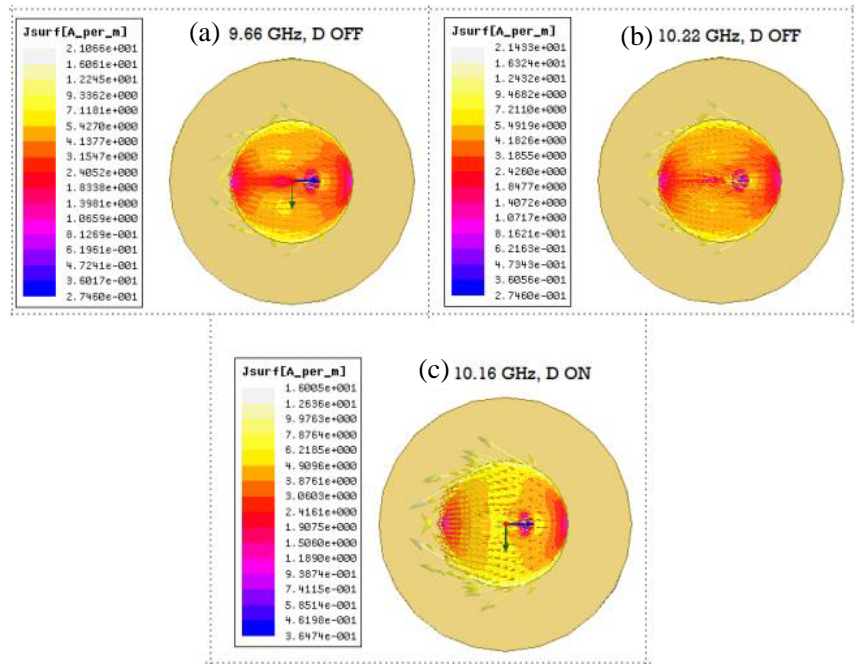 Jsurf[A_per_m]
2.1066e+001
1.6061e+001
1.2245e+001
9.3362e+000
7.1181e+000
5.4270e+000
4.1377e+000
3.1547e+000
2.4052e+000
1.8338e+000
1.3981e+000
1.0659e+000
8.1269e-001
6.1961e-001
4.7241e-001
3.6017e-001
2.7460e-001
(a) 9.66 GHz, D OFF
Jsurf[A_per_m]
2.1433e+001
1.6324e+001
1.2432e+001
9.4682e+000
7.2110e+000
5.4919e+000
4.1826e+000
3.1855e+000
2.4260e+000
1.8477e+000
1.4072e+000
1.0717e+000
8.1621e-001
6.2163e-001
4.7343e-001
3.6056e-001
2.7460e-001
(b) 10.22 GHz, D OFF
Jsurf[A_per_m]
1.6005e+001
1.2636e+001
9.9763e+000
7.8764e+000
6.2185e+000
4.9096e+000
3.8761e+000
3.0603e+000
2.4161e+000
1.9075e+000
1.5060e+000
1.1890e+000
9.3874e-001
7.4115e-001
5.8514e-001
4.6198e-001
3.6474e-001
(c) 10.16 GHz, D ON